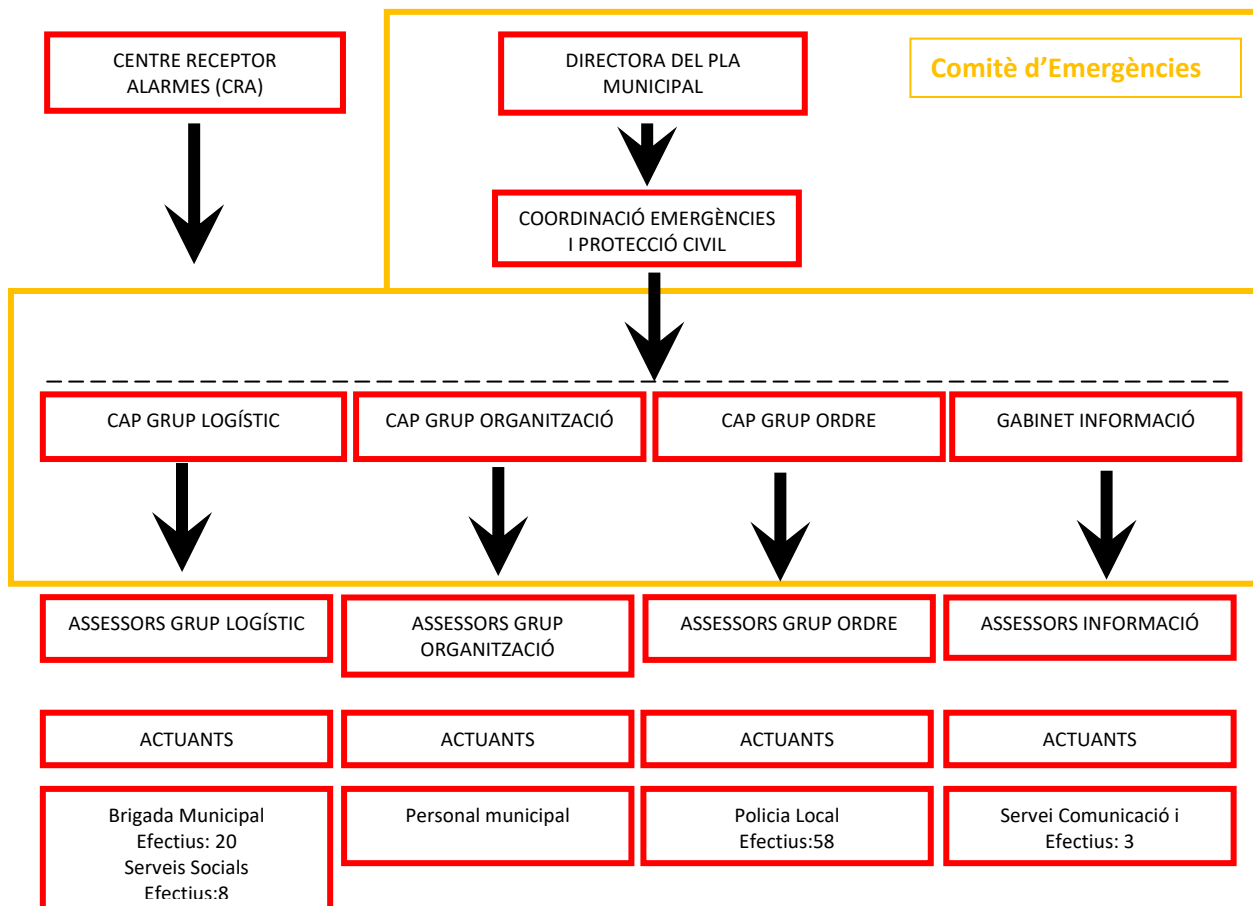 CENTRE RECEPTOR
ALARMES (CRA)
DIRECTORA DEL PLA
MUNICIPAL
Comitè d’Emergències
COORDINACIÓ EMERGÈNCIES
I PROTECCIÓ CIVIL
CAP GRUP LOGÍSTIC
CAP GRUP ORGANITZACIÓ
CAP GRUP ORDRE
GABINET INFORMACIÓ
ASSESSORS GRUP LOGÍSTIC
ASSESSORS GRUP
ORGANITZACIÓ
ASSESSORS GRUP ORDRE
ASSESSORS INFORMACIÓ
ACTUANTS
ACTUANTS
ACTUANTS
ACTUANTS
Brigada Municipal
Efectius: 20
Serveis Socials
Efectius:8
Personal municipal
Policia Local
Efectius:58
Servei Comunicació i
Efectius: 3